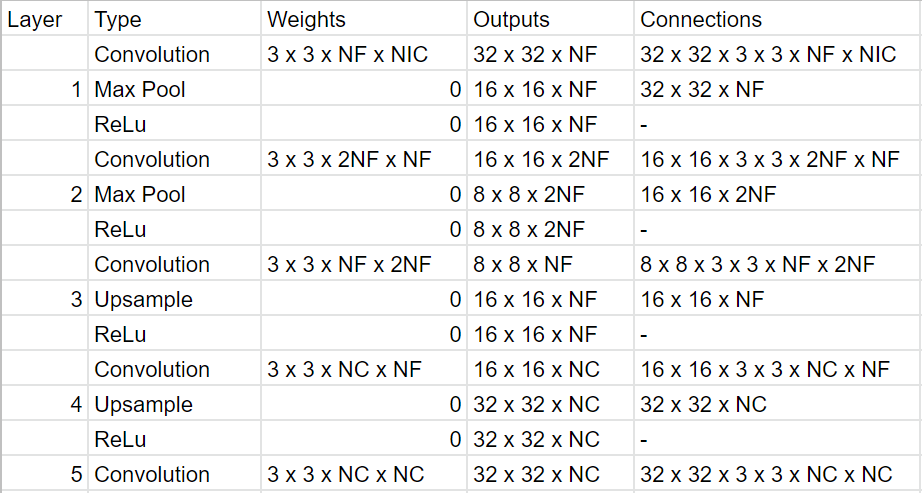 Layer Type Weights Outputs Connections
Convolution 3 x 3 x NF x NIC 32 x 32 x NF 32 x 32 x 3 x 3 x NF x NIC
1 Max Pool 0 16 x 16 x NF 32 x 32 x NF
ReLu 0 16 x 16 x NF -
Convolution 3 x 3 x 2NF x NF 16 x 16 x 2NF 16 x 16 x 3 x 3 x 2NF x NF
2 Max Pool 0 8 x 8 x 2NF 16 x 16 x 2NF
ReLu 0 8 x 8 x 2NF -
Convolution 3 x 3 x NF x 2NF 8 x 8 x NF 8 x 8 x 3 x 3 x NF x 2NF
3 Upsample 0 16 x 16 x NF 16 x 16 x NF
ReLu 0 16 x 16 x NF -
Convolution 3 x 3 x NC x NF 16 x 16 x NC 16 x 16 x 3 x 3 x NC x NF
4 Upsample 0 32 x 32 x NC 32 x 32 x NC
ReLu 0 32 x 32 x NC -
5 Convolution 3 x 3 x NC x NC 32 x 32 x NC 32 x 32 x 3 x 3 x NC x NC